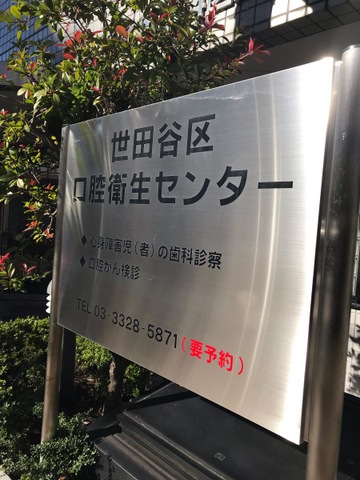 世田谷区
口腔衛生センター
◆心身障害児(者)の歯科診察
◆口腔がん検診
TEL 03-3328-5871(要予約)